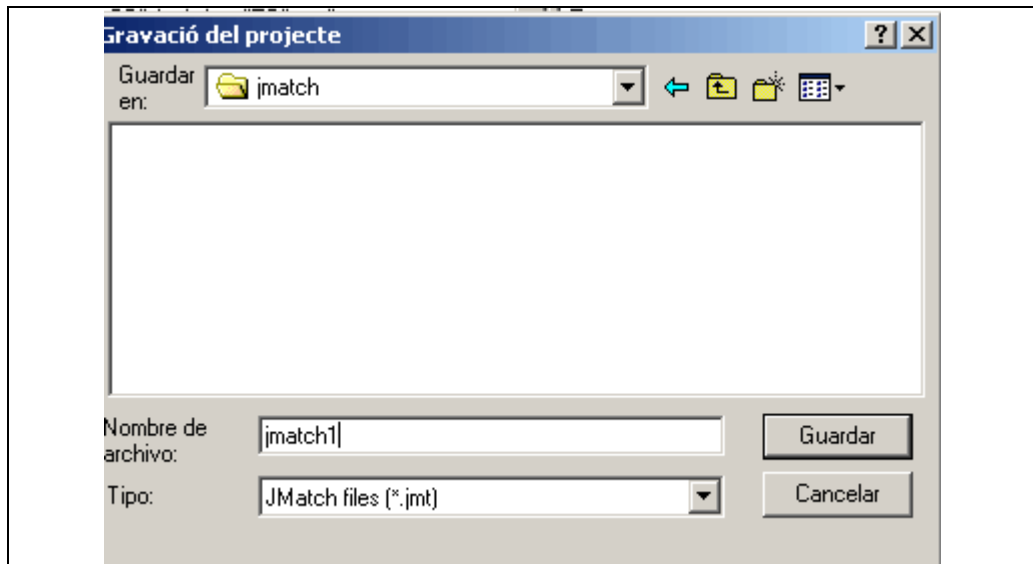 Gravació del projecte
Guardar
en:
jmatch
Nombre de
archivo:
jmatch1
Guardar
Tipo:
JMatch files (*.jmt)
Cancelar